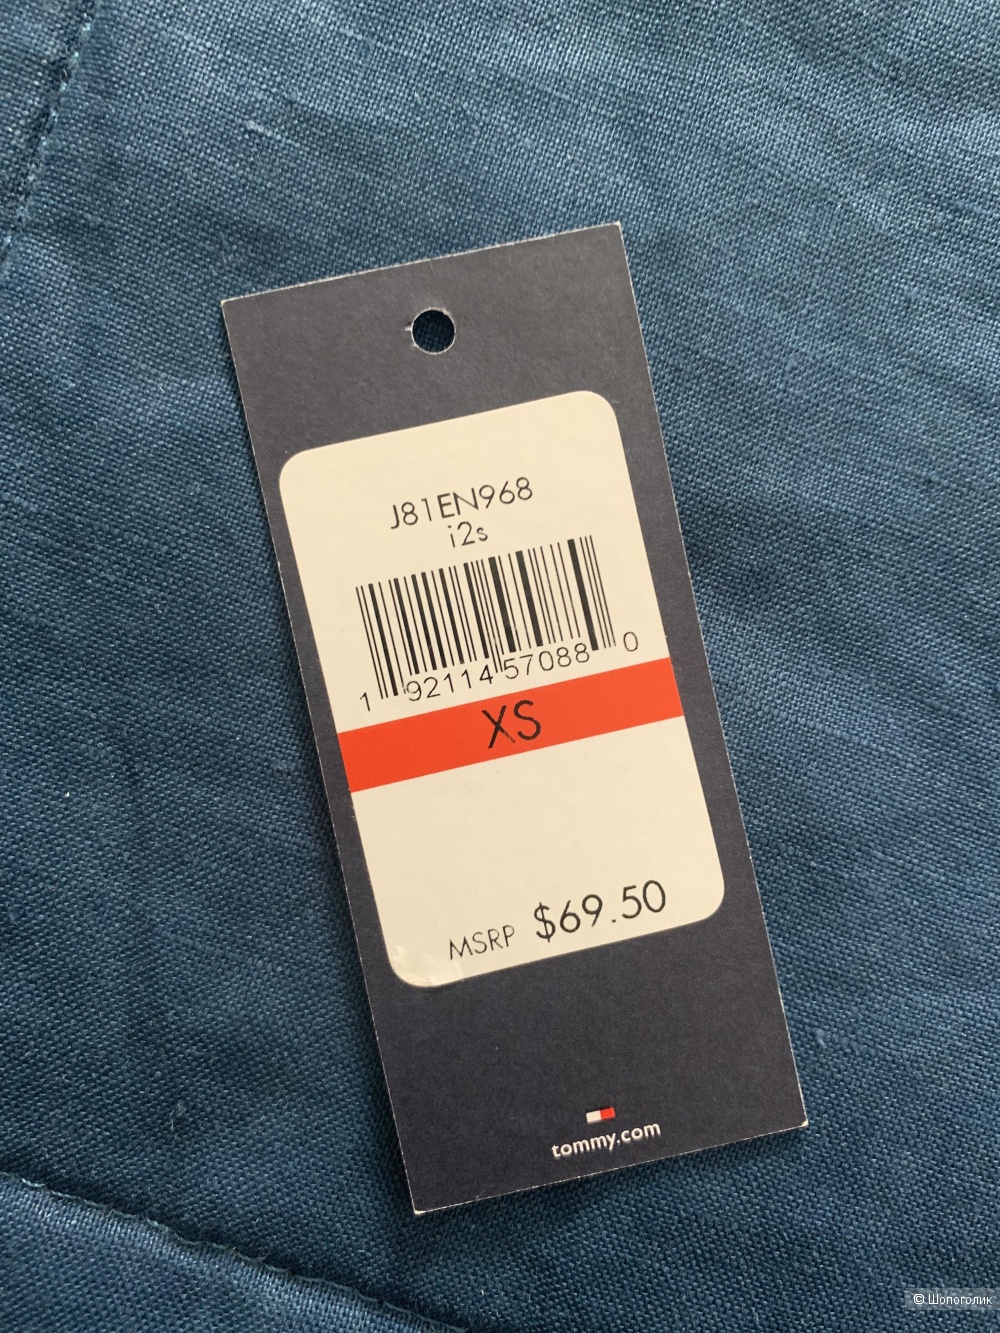 J81EN968
i2s
1 92114 57088 0
XS
MSRP $69.50
tommy.com
© Шопоголик